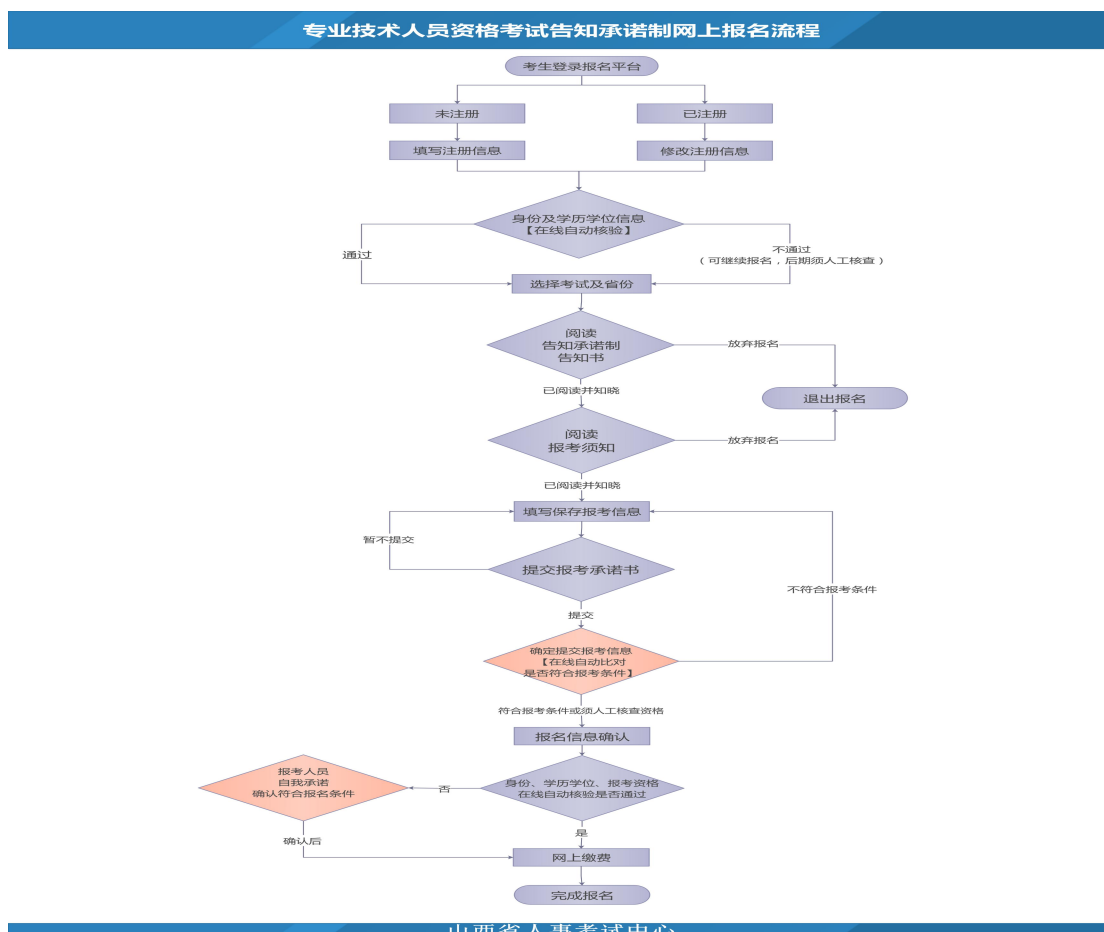 专业技术人员资格考试告知承诺制网上报名流程
考生登录报名平台
未注册
已注册
填写注册信息
修改注册信息
身份及学历学位信息
【在线自动核验】
通过
不通过
（可继续报名，后期须人工核查）
选择考试及省份
阅读
告知承诺制
告知书
放弃报名
已阅读并知晓
退出报名
阅读
报考须知
放弃报名
已阅读并知晓
填写保存报考信息
暂不提交
提交报考承诺书
不符合报考条件
提交
确定提交报考信息
【在线自动比对
是否符合报考条件】
符合报考条件或须人工核查资格
报名信息确认
报考人员
自我承诺
确认符合报名条件
否
身份、学历学位、报考资格
在线自动核验是否通过
是
确认后
网上缴费
完成报名
山西省人事考试中心